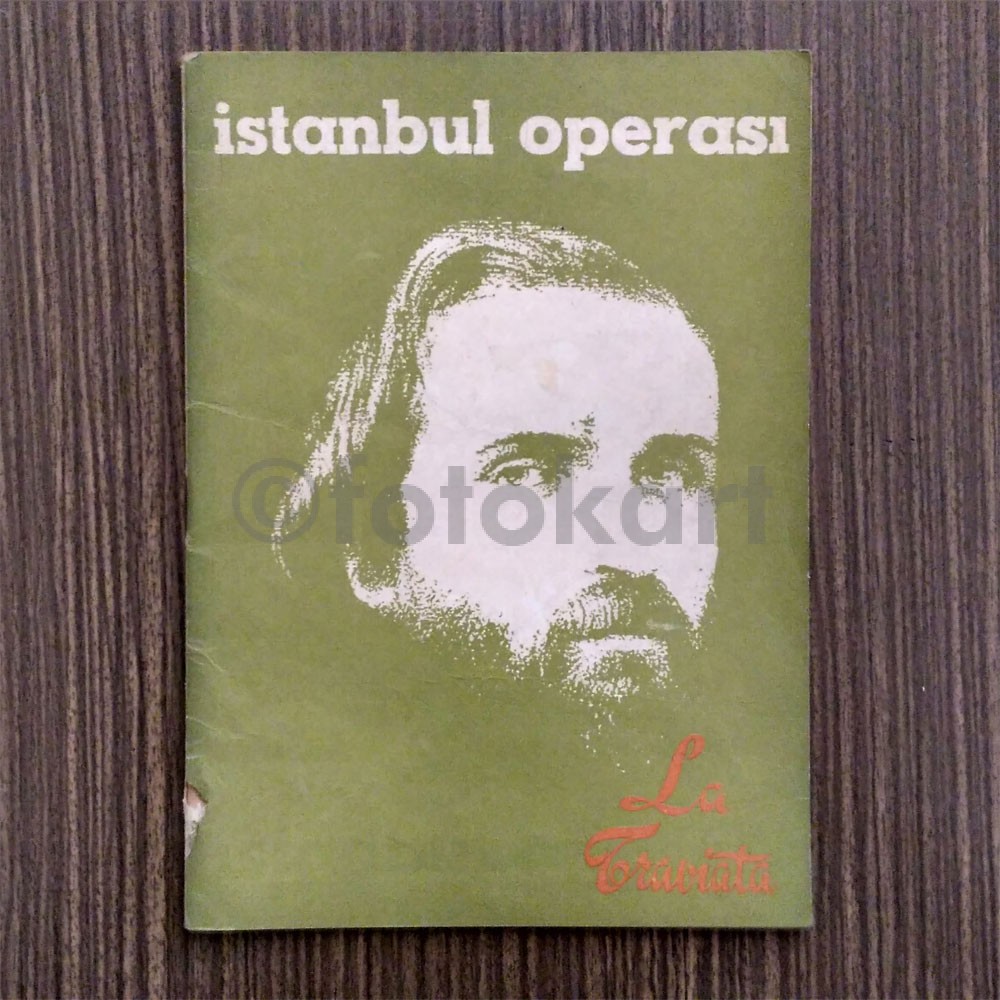 istanbul operası
©fotokart
La
Traviata